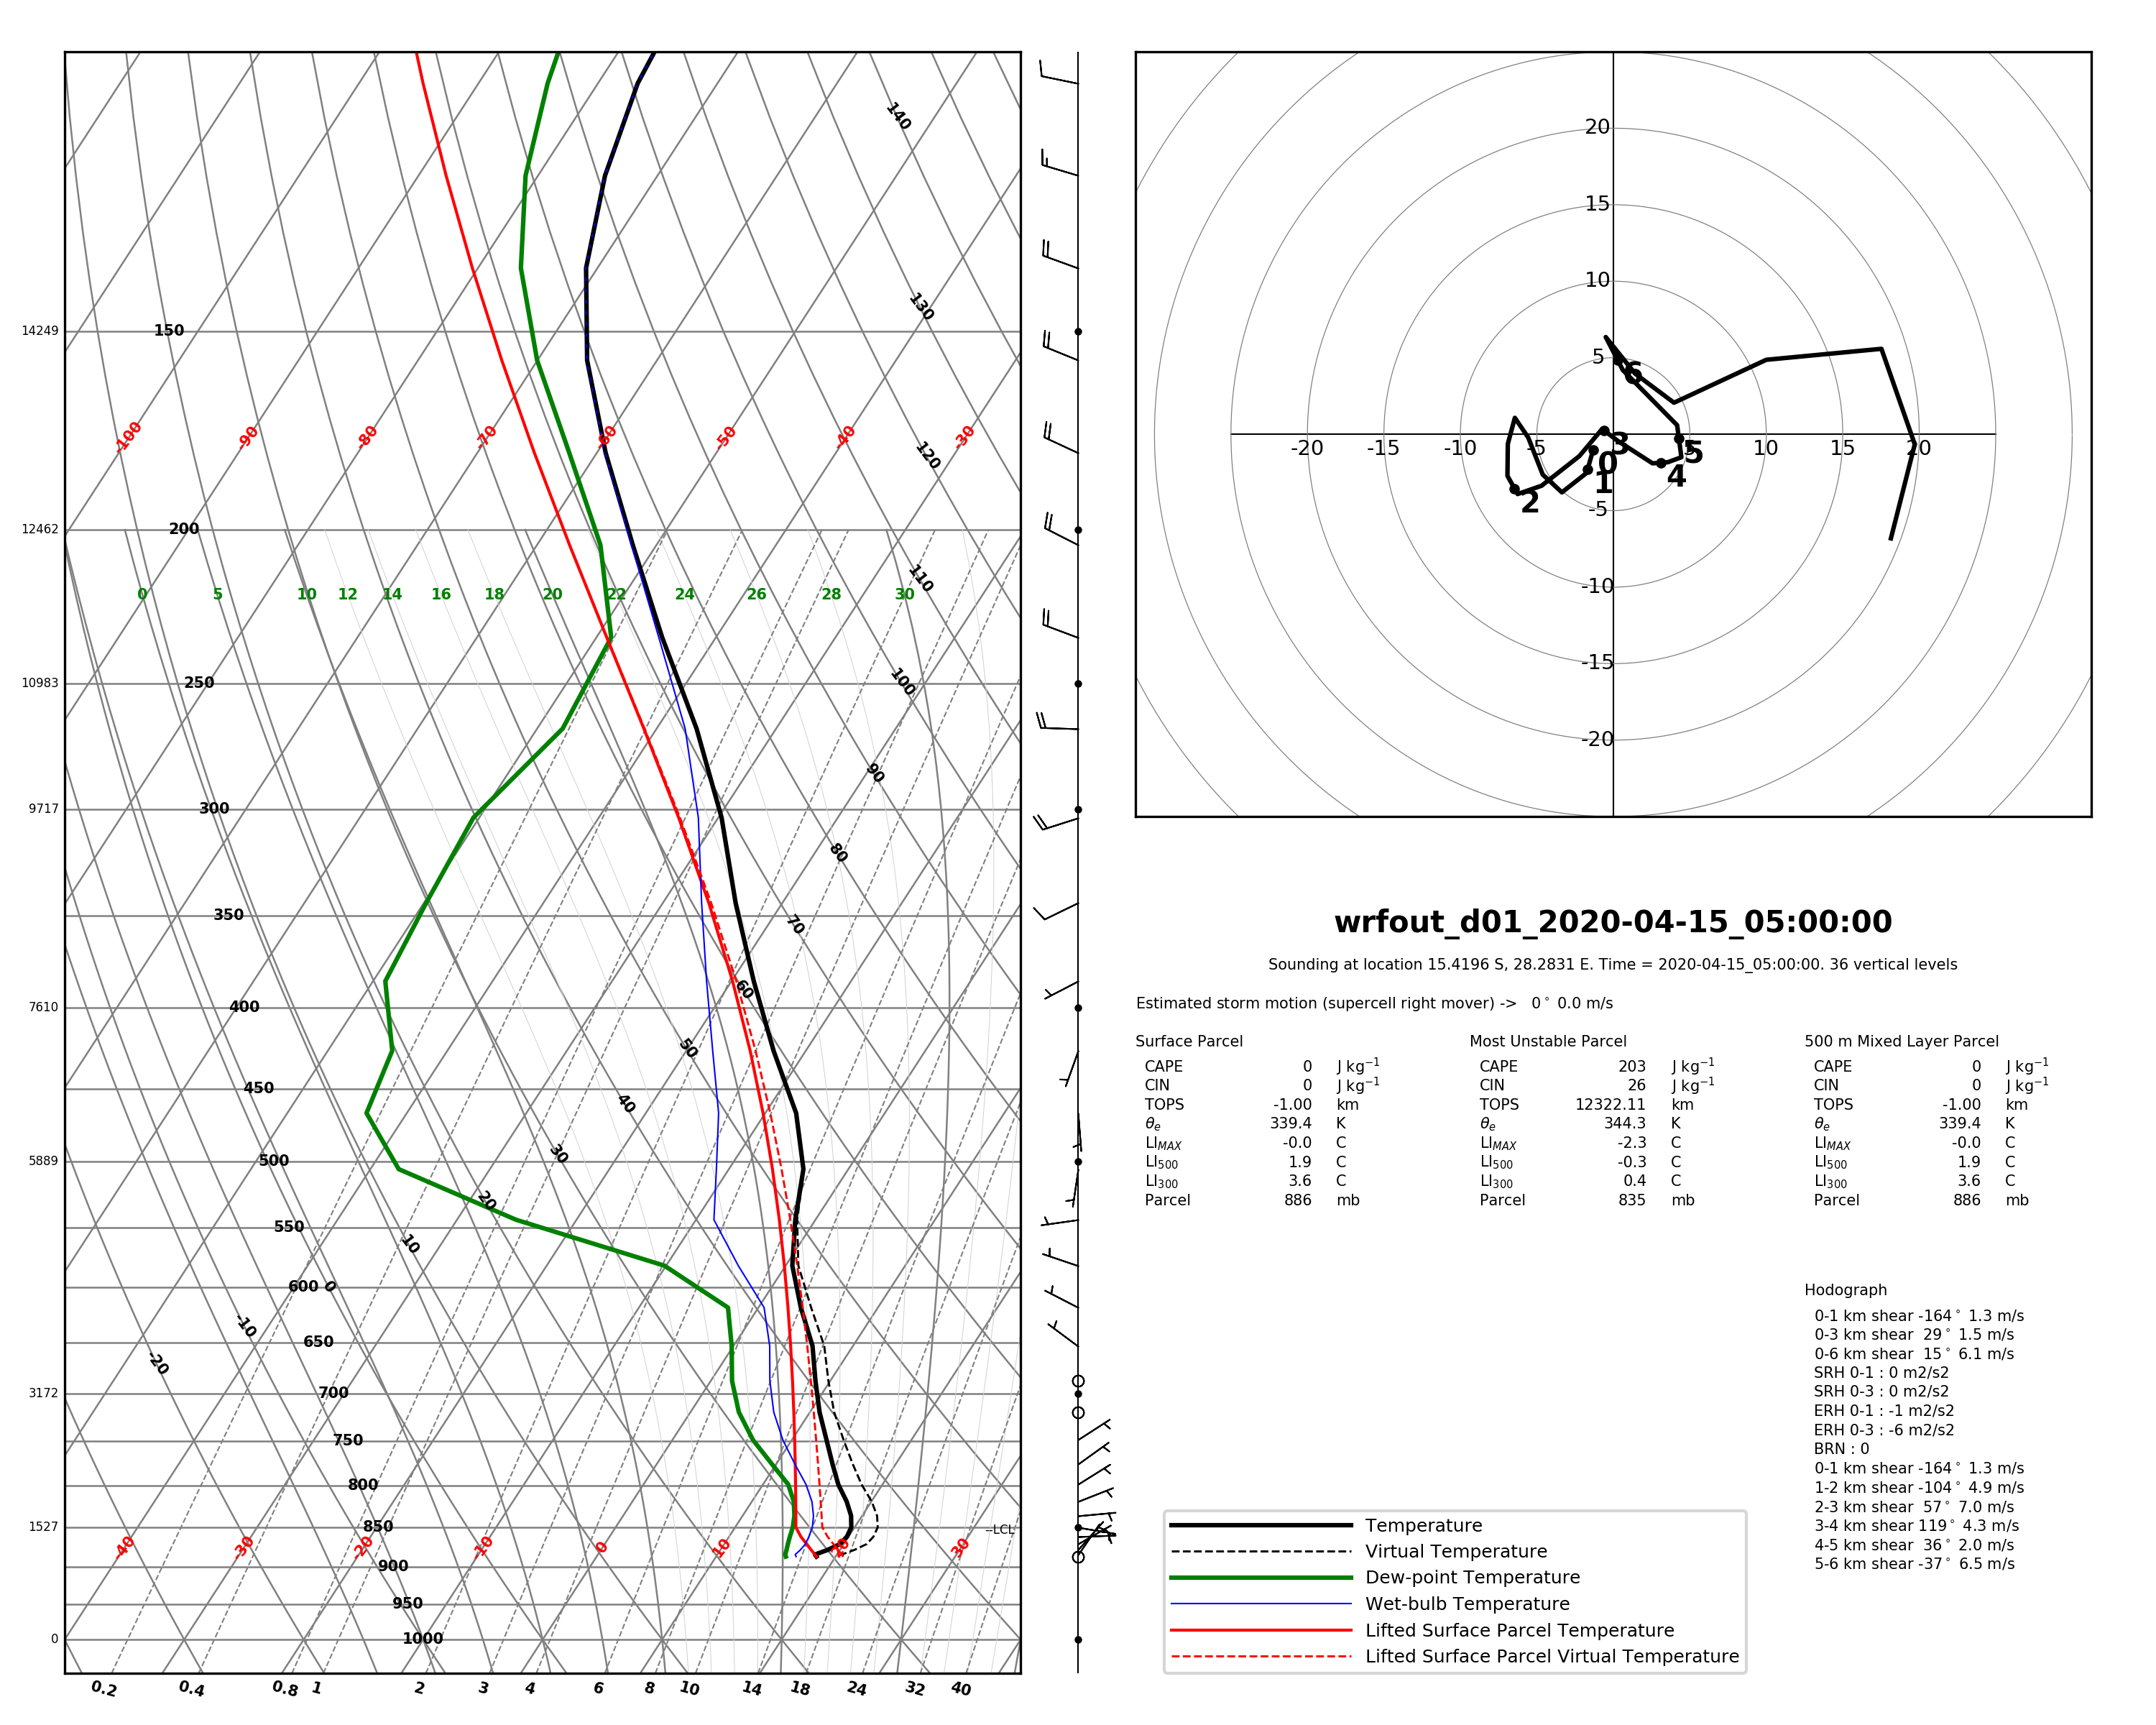 140
130
120
110
100
90
80
70
60
50
40
30
20
10
0
-10
-20
14249 150
-100 -90 -80 -70 -60 -50 -40 -30
12462 200
0 5 10 12 14 16 18 20 22 24 26 28 30
10983 250
9717 300
350
7610 400
450
5889 500
550
600
650
3172 700
750
800
1527 850
--LCL
-40 -30 -20 -10 0 10 20 30
900
950
0 1000
0.2 0.4 0.8 1 2 3 4 6 8 10 14 18 24 32 40
20
15
10
5
-20 -15 -10 -5 5 10 15 20
-5
-10
-15
-20
0
1
2
3
4
5
6
wrfout_d01_2020-04-15_05:00:00
Sounding at location 15.4196 S, 28.2831 E. Time = 2020-04-15_05:00:00. 36 vertical levels
Estimated storm motion (supercell right mover) -> 0° 0.0 m/s
Surface Parcel
CAPE 0 J kg⁻¹
CIN 0 J kg⁻¹
TOPS -1.00 km
θe 339.4 K
LI_MAX -0.0 C
LI_500 1.9 C
LI_300 3.6 C
Parcel 886 mb
Most Unstable Parcel
CAPE 203 J kg⁻¹
CIN 26 J kg⁻¹
TOPS 12322.11 km
θe 344.3 K
LI_MAX -2.3 C
LI_500 -0.3 C
LI_300 0.4 C
Parcel 835 mb
500 m Mixed Layer Parcel
CAPE 0 J kg⁻¹
CIN 0 J kg⁻¹
TOPS -1.00 km
θe 339.4 K
LI_MAX -0.0 C
LI_500 1.9 C
LI_300 3.6 C
Parcel 886 mb
Hodograph
0-1 km shear -164° 1.3 m/s
0-3 km shear 29° 1.5 m/s
0-6 km shear 15° 6.1 m/s
SRH 0-1 : 0 m2/s2
SRH 0-3 : 0 m2/s2
ERH 0-1 : -1 m2/s2
ERH 0-3 : -6 m2/s2
BRN : 0
0-1 km shear -164° 1.3 m/s
1-2 km shear -104° 4.9 m/s
2-3 km shear 57° 7.0 m/s
3-4 km shear 119° 4.3 m/s
4-5 km shear 36° 2.0 m/s
5-6 km shear -37° 6.5 m/s
Temperature
Virtual Temperature
Dew-point Temperature
Wet-bulb Temperature
Lifted Surface Parcel Temperature
Lifted Surface Parcel Virtual Temperature